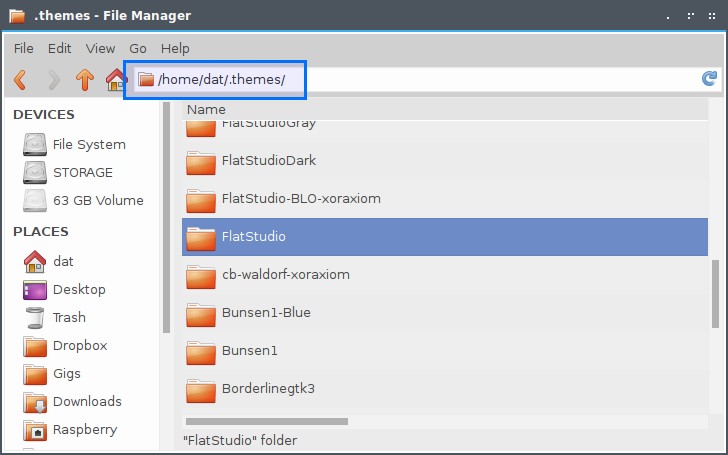 .themes - File Manager
File Edit View Go Help
/home/dat/.themes/
DEVICES
File System
STORAGE
63 GB Volume
PLACES
dat
Desktop
Trash
Dropbox
Gigs
Downloads
Raspberry
Name
FlatStudioGray
FlatStudioDark
FlatStudio-BLO-xoraxiom
FlatStudio
cb-waldorf-xoraxiom
Bunsen1-Blue
Bunsen1
Borderlinegtk3
"FlatStudio" folder